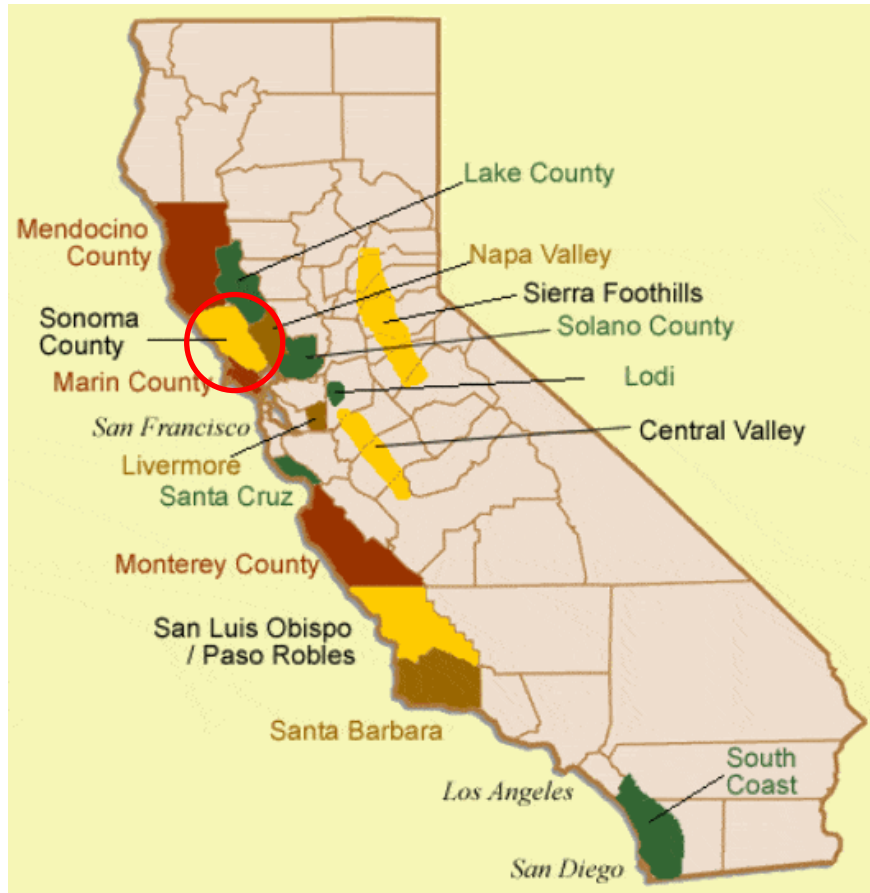 Lake County
Mendocino
County
Napa Valley
Sierra Foothills
Sonoma
County
Solano County
Marin County
Lodi
San Francisco
Central Valley
Livermore
Santa Cruz
Monterey County
San Luis Obispo
/ Paso Robles
Santa Barbara
South
Coast
Los Angeles
San Diego